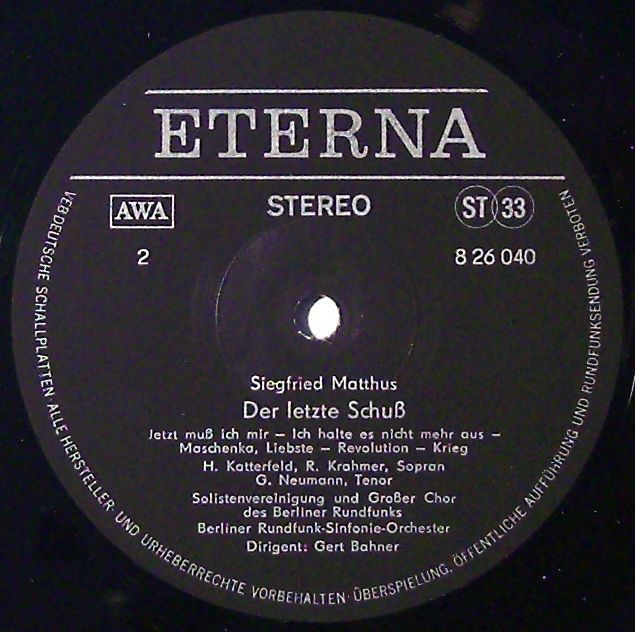 ETERNA
AWA
STEREO
ST 33
2
8 26 040
Siegfried Matthus
Der letzte Schuß
Jetzt muß ich mir – Ich halte es nicht mehr aus –
Maschenka, Liebste – Revolution – Krieg
H. Katterfeld, R. Krahmer, Sopran
G. Neumann, Tenor
Solistenvereinigung und Großer Chor
des Berliner Rundfunks
Berliner Rundfunk-Sinfonie-Orchester
Dirigent: Gert Bahner
VEB DEUTSCHE SCHALLPLATTEN · ALLE HERSTELLER- UND URHEBERRECHTE VORBEHALTEN · ÜBERSPIELUNG, ÖFFENTLICHE AUFFÜHRUNG UND RUNDFUNKSENDUNG VERBOTEN